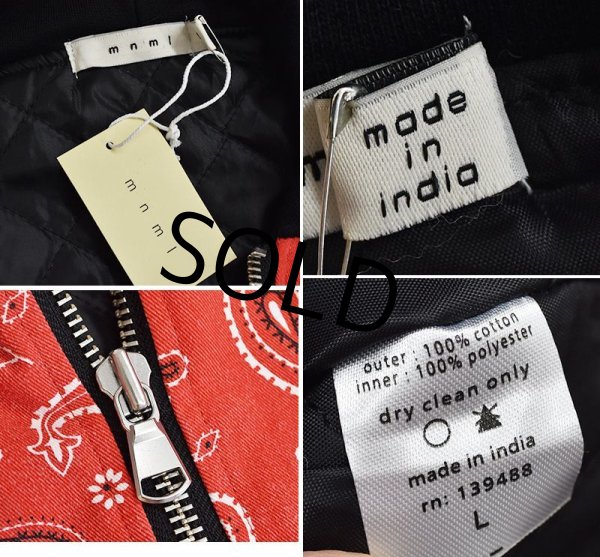 mnml
mnml
made
in
india
SOLD
outer : 100% cotton
inner : 100% polyester
dry clean only
made in india
rn: 139488
L